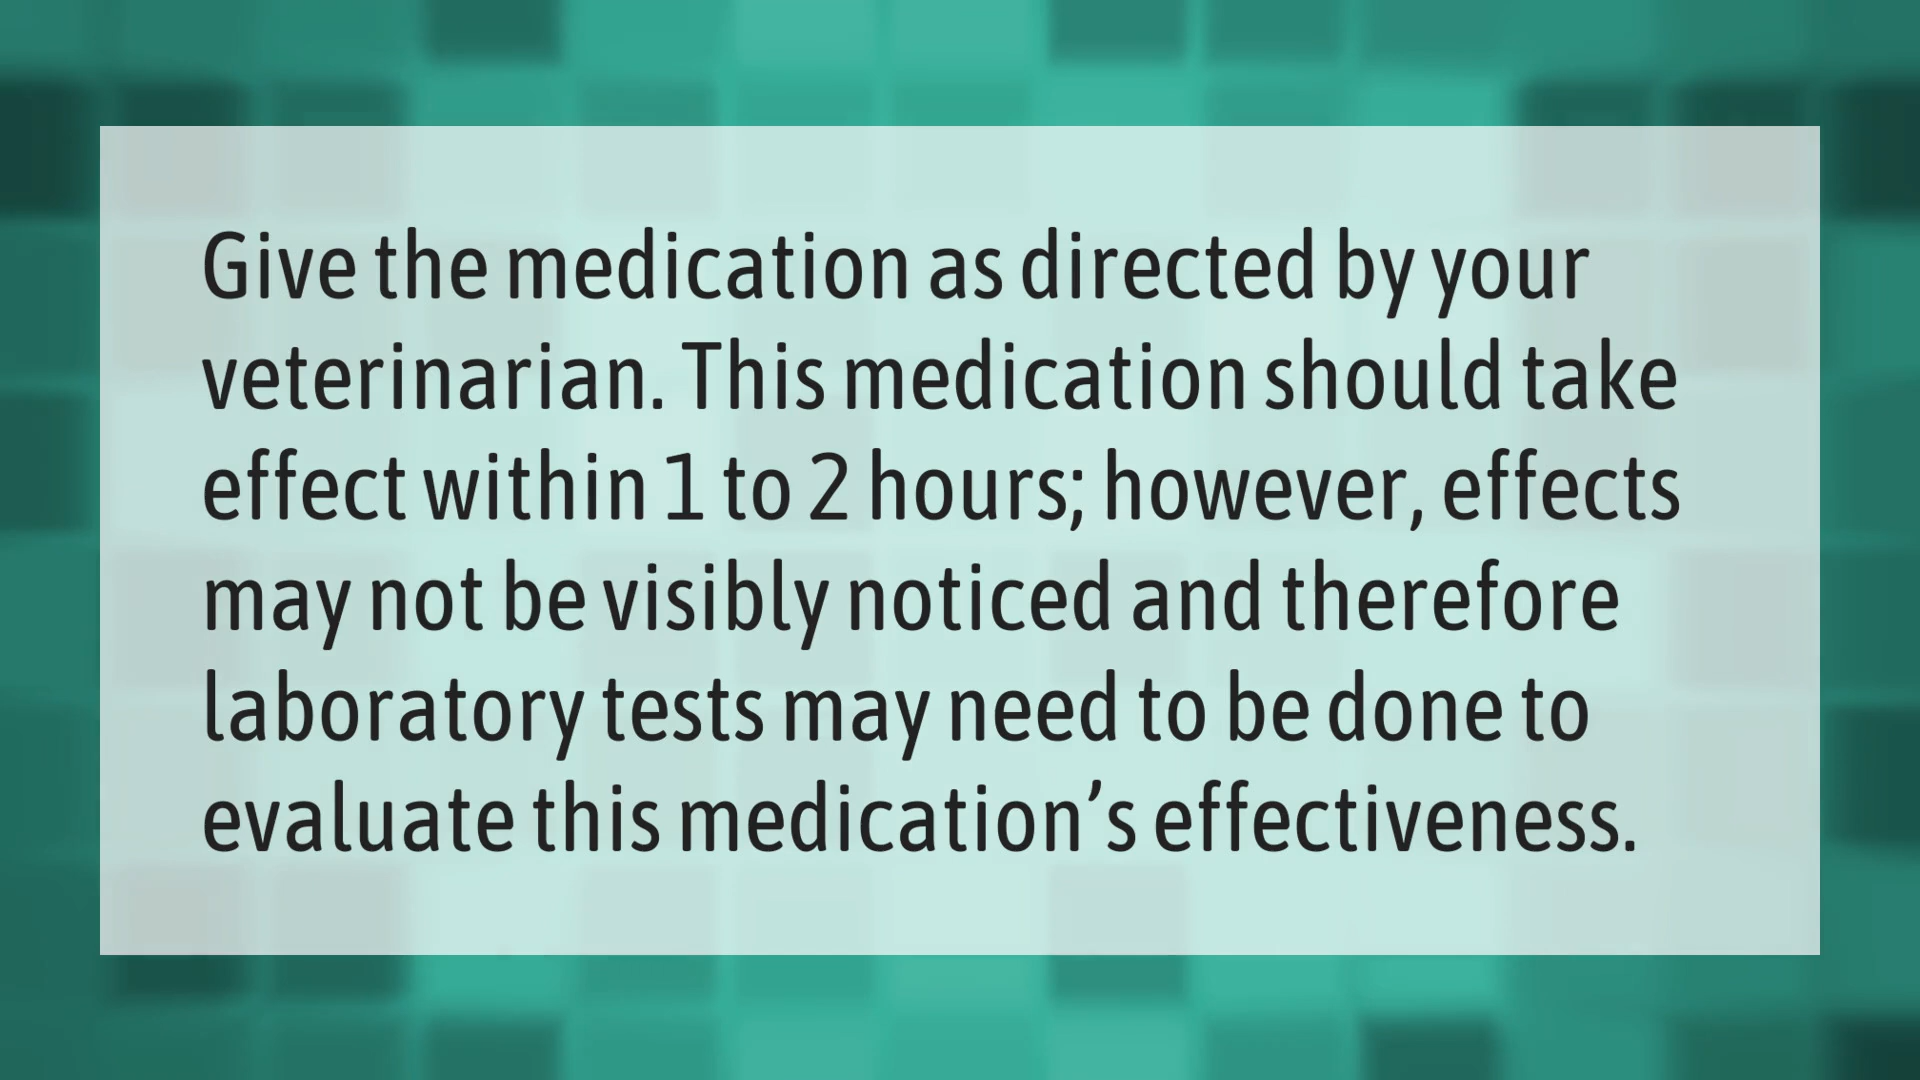 Give the medication as directed by your
veterinarian. This medication should take
effect within 1 to 2 hours; however, effects
may not be visibly noticed and therefore
laboratory tests may need to be done to
evaluate this medication’s effectiveness.